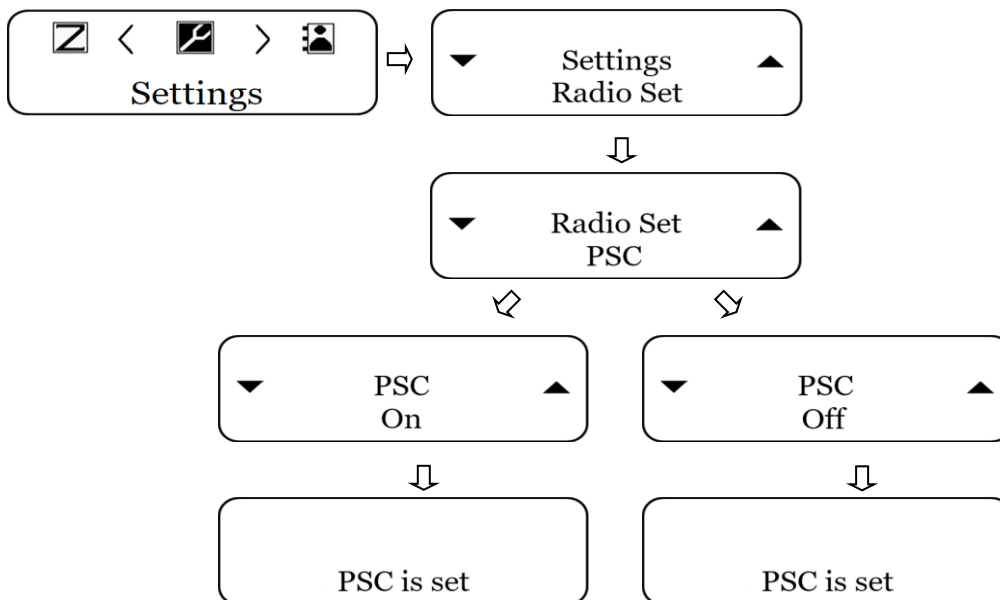 Settings
Settings
Radio Set
Radio Set
PSC
PSC
On
PSC
Off
PSC is set
PSC is set